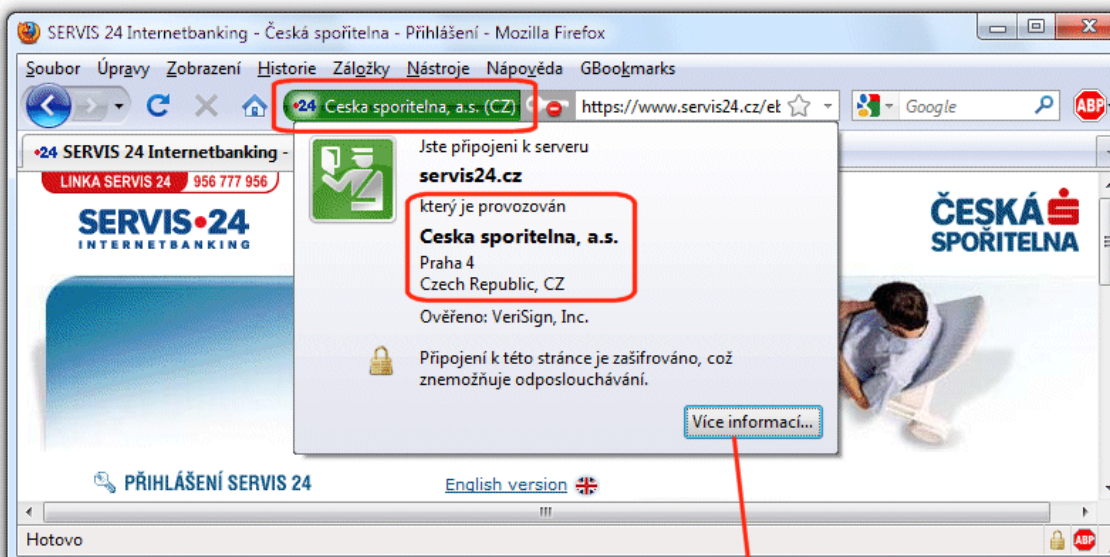 SERVIS 24 Internetbanking - Česká spořitelna - Přihlášení - Mozilla Firefox
Soubor Úpravy Zobrazení Historie Záložky Nástroje Nápověda GBookmarks
•24 Ceska sporitelna, a.s. (CZ) https://www.servis24.cz/eb Google ABP
•24 SERVIS 24 Internetbanking -
LINKA SERVIS 24 956 777 956
SERVIS•24
INTERNETBANKING
Jste připojeni k serveru
servis24.cz
který je provozován
Ceska sporitelna, a.s.
Praha 4
Czech Republic, CZ
Ověřeno: VeriSign, Inc.
Připojení k této stránce je zašifrováno, což
znemožňuje odposlouchávání.
Více informací...
ČESKÁ
SPOŘITELNA
PŘIHLÁŠENÍ SERVIS 24
English version
Hotovo
ABP